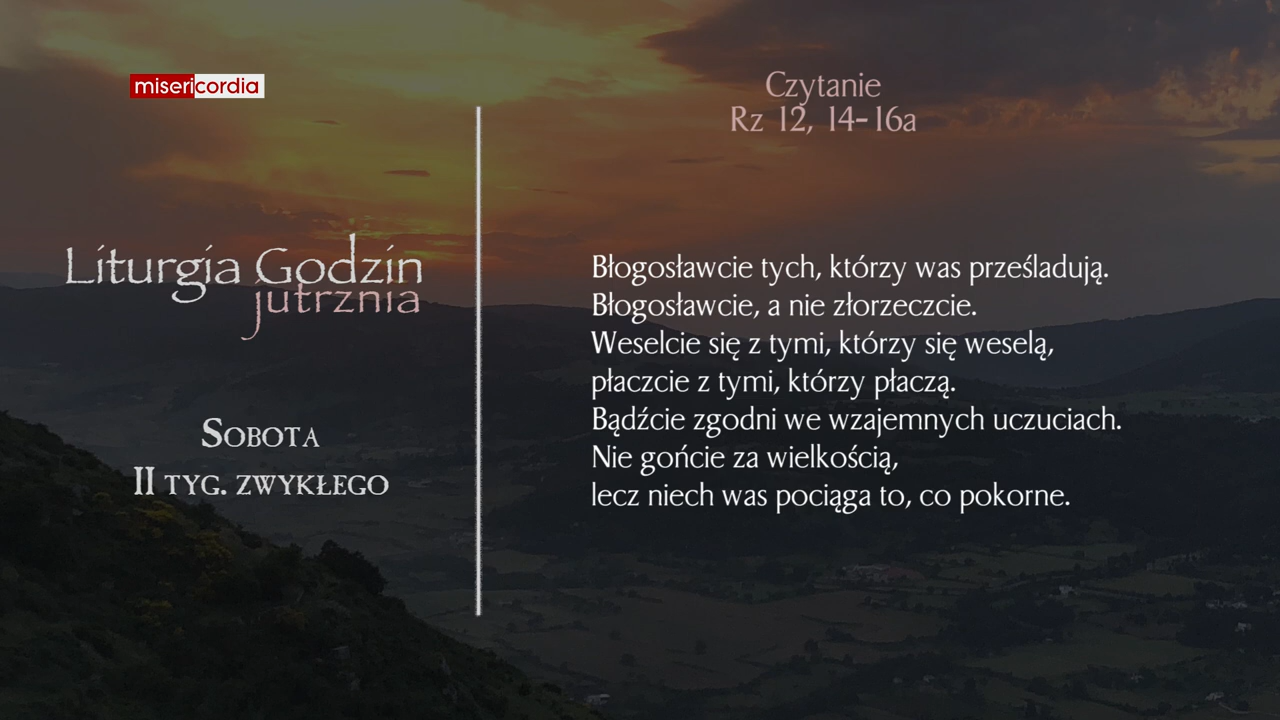 misericordia
Liturgia Godzin
jutrznia
Sobota
II tyg. zwykłego
Czytanie
Rz 12, 14-16a
Błogosławcie tych, którzy was prześladują.
Błogosławcie, a nie złorzeczcie.
Weselcie się z tymi, którzy się weselą,
płaczcie z tymi, którzy płaczą.
Bądźcie zgodni we wzajemnych uczuciach.
Nie gońcie za wielkością,
lecz niech was pociąga to, co pokorne.